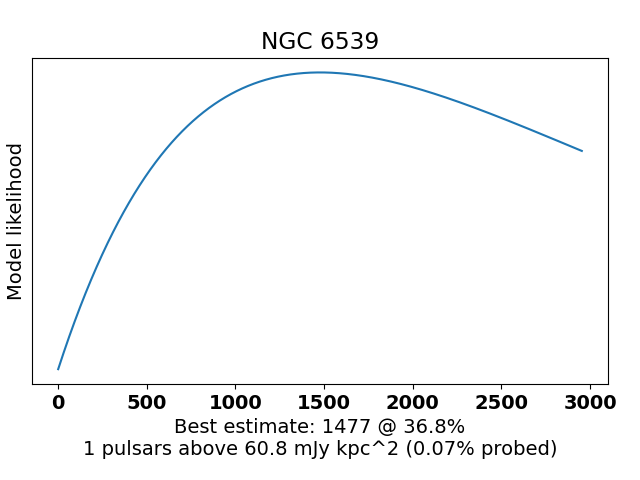 NGC 6539
Model likelihood
0 500 1000 1500 2000 2500 3000
Best estimate: 1477 @ 36.8%
1 pulsars above 60.8 mJy kpc^2 (0.07% probed)